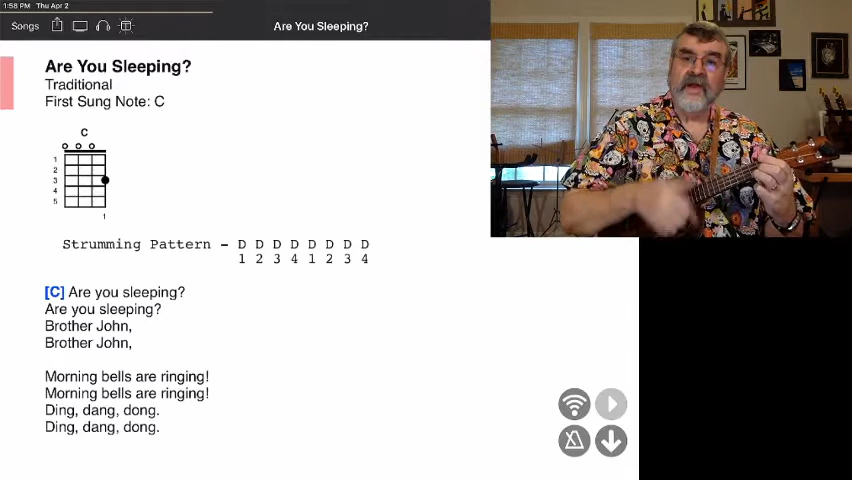 1:58 PM Thu Apr 2
Songs
Are You Sleeping?
Are You Sleeping?
Traditional
First Sung Note: C
C
1
2
3
4
5
1
Strumming Pattern – D D D D D D D D
1 2 3 4 1 2 3 4
[C] Are you sleeping?
Are you sleeping?
Brother John,
Brother John,
Morning bells are ringing!
Morning bells are ringing!
Ding, dang, dong.
Ding, dang, dong.